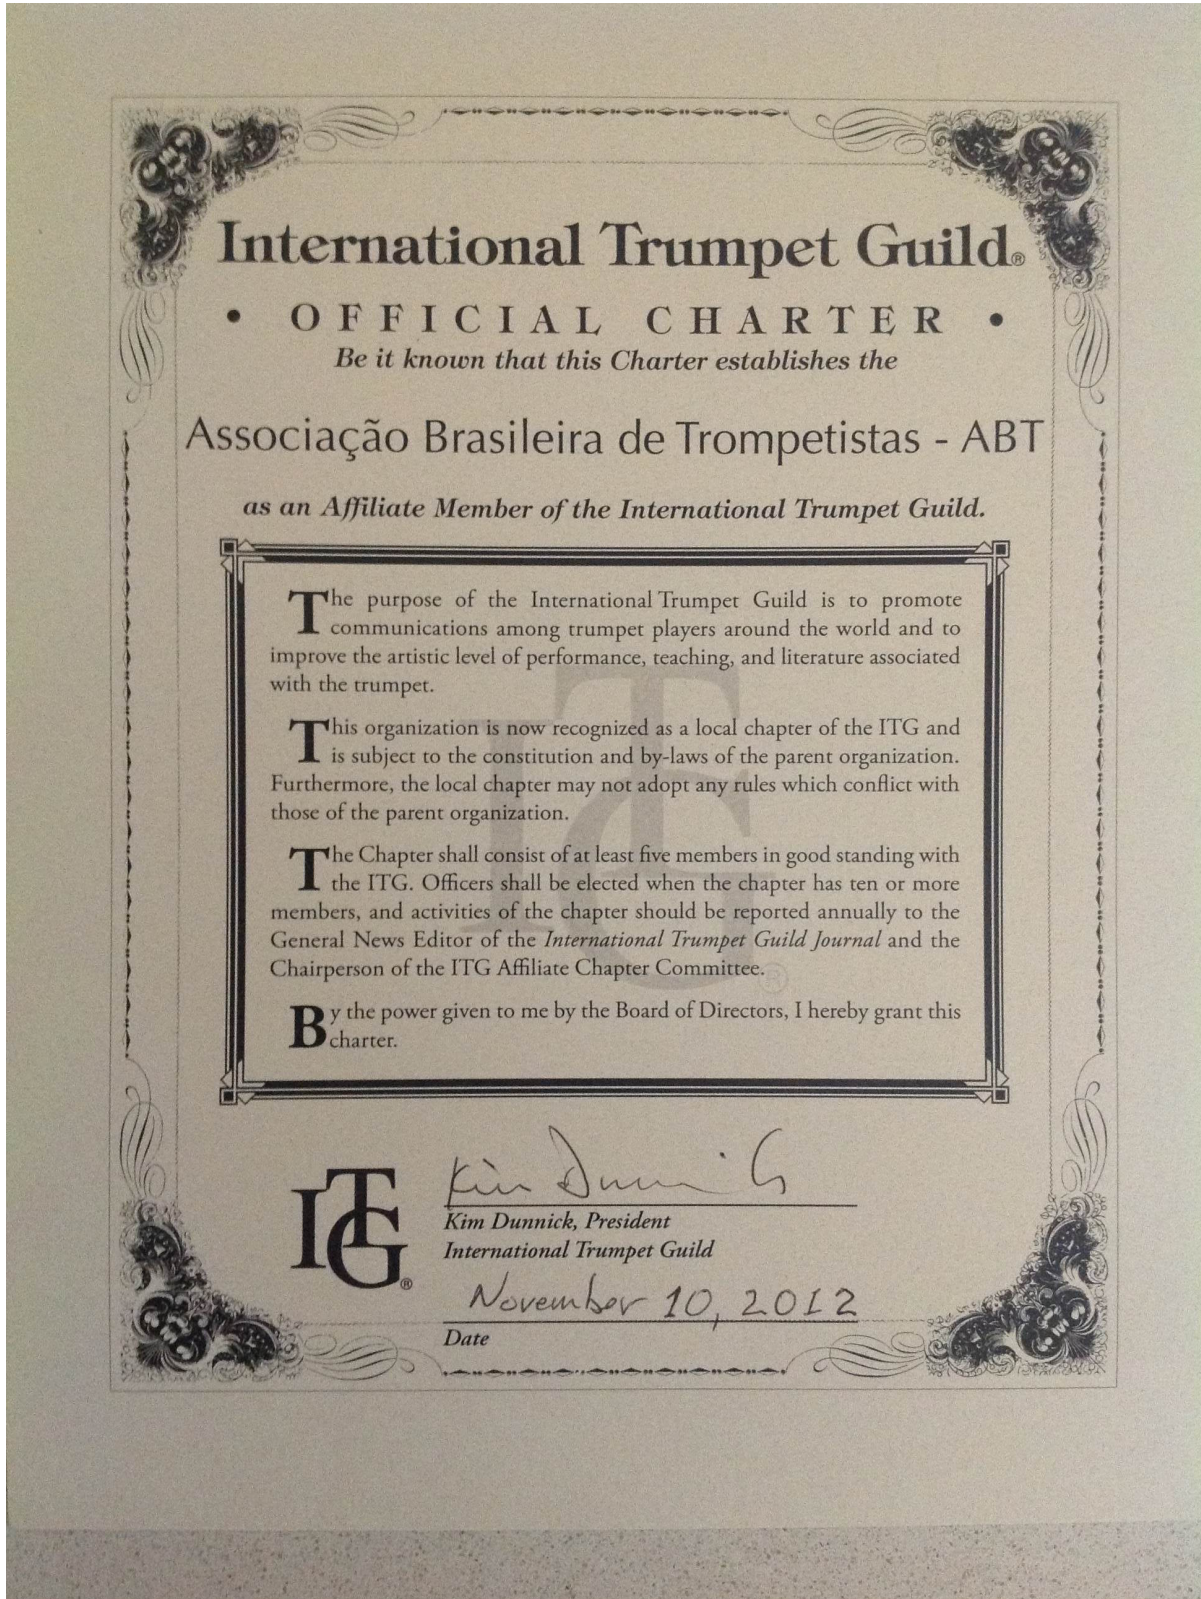 International Trumpet Guild®
• OFFICIAL CHARTER •
Be it known that this Charter establishes the
Associação Brasileira de Trompetistas - ABT
as an Affiliate Member of the International Trumpet Guild.
The purpose of the International Trumpet Guild is to promote
communications among trumpet players around the world and to
improve the artistic level of performance, teaching, and literature associated
with the trumpet.
This organization is now recognized as a local chapter of the ITG and
is subject to the constitution and by-laws of the parent organization.
Furthermore, the local chapter may not adopt any rules which conflict with
those of the parent organization.
The Chapter shall consist of at least five members in good standing with
the ITG. Officers shall be elected when the chapter has ten or more
members, and activities of the chapter should be reported annually to the
General News Editor of the International Trumpet Guild Journal and the
Chairperson of the ITG Affiliate Chapter Committee.
By the power given to me by the Board of Directors, I hereby grant this
charter.
ITG®
Kim Dunnick
Kim Dunnick, President
International Trumpet Guild
November 10, 2012
Date